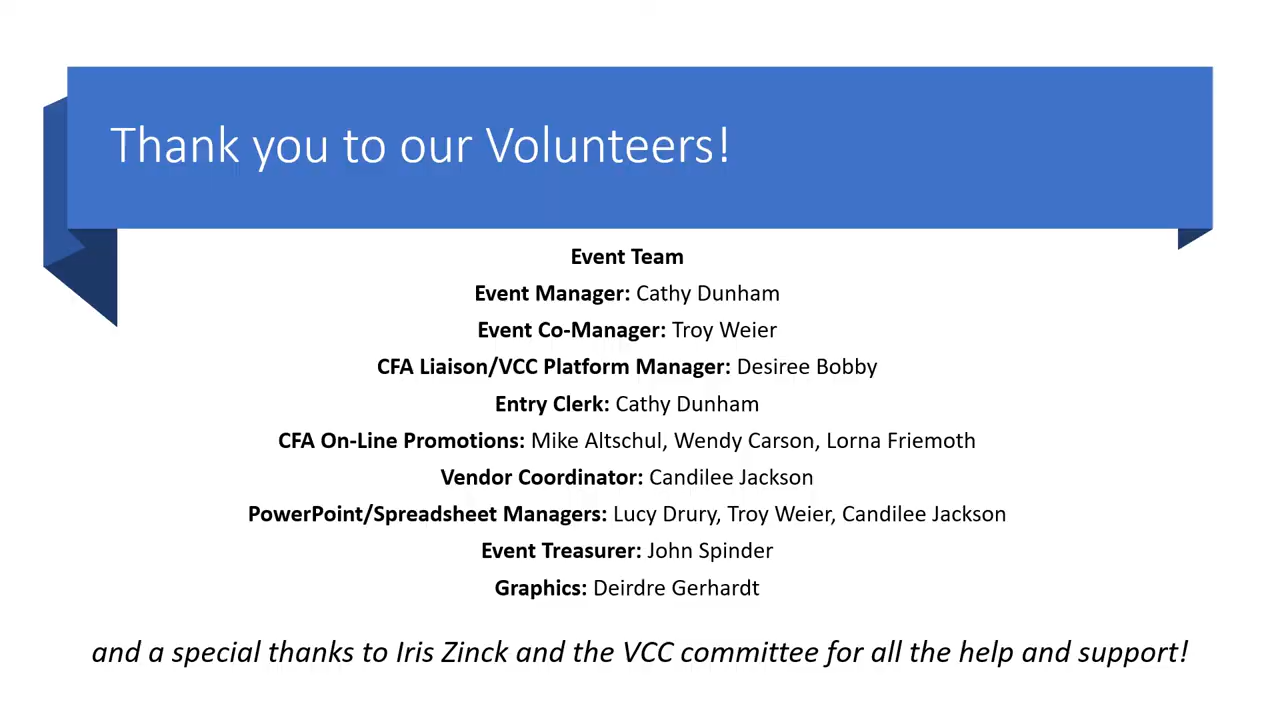 Thank you to our Volunteers!
Event Team
Event Manager: Cathy Dunham
Event Co-Manager: Troy Weier
CFA Liaison/VCC Platform Manager: Desiree Bobby
Entry Clerk: Cathy Dunham
CFA On-Line Promotions: Mike Altschul, Wendy Carson, Lorna Friemoth
Vendor Coordinator: Candilee Jackson
PowerPoint/Spreadsheet Managers: Lucy Drury, Troy Weier, Candilee Jackson
Event Treasurer: John Spinder
Graphics: Deirdre Gerhardt
and a special thanks to Iris Zinck and the VCC committee for all the help and support!